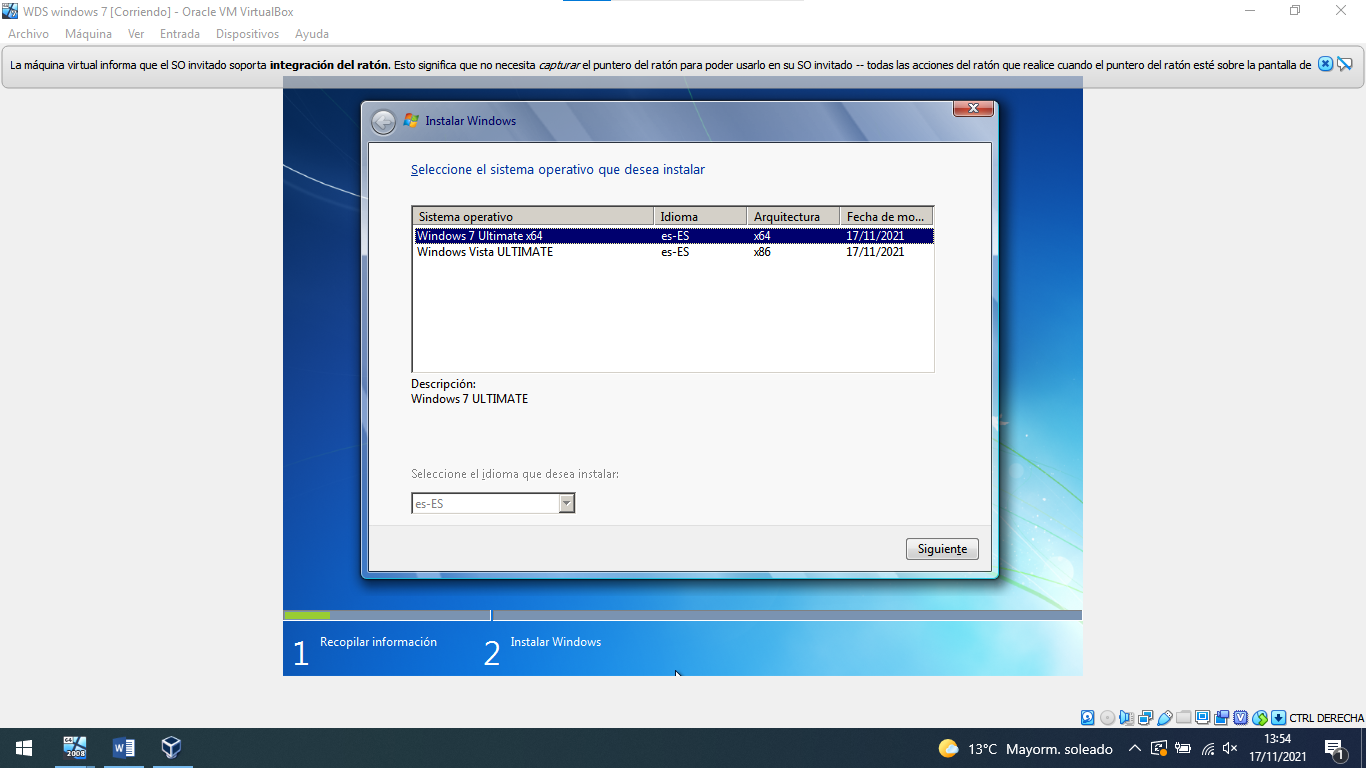 WDS windows 7 [Corriendo] - Oracle VM VirtualBox
Archivo Máquina Ver Entrada Dispositivos Ayuda
La máquina virtual informa que el SO invitado soporta integración del ratón. Esto significa que no necesita capturar el puntero del ratón para poder usarlo en su SO invitado -- todas las acciones del ratón que realice cuando el puntero del ratón esté sobre la pantalla de
Instalar Windows
Seleccione el sistema operativo que desea instalar
Sistema operativo Idioma Arquitectura Fecha de mo...
Windows 7 Ultimate x64 es-ES x64 17/11/2021
Windows Vista ULTIMATE es-ES x86 17/11/2021
Descripción:
Windows 7 ULTIMATE
Seleccione el idioma que desea instalar:
es-ES
Siguiente
1 Recopilar información 2 Instalar Windows
CTRL DERECHA
2008
13°C Mayorm. soleado
13:54
17/11/2021
1